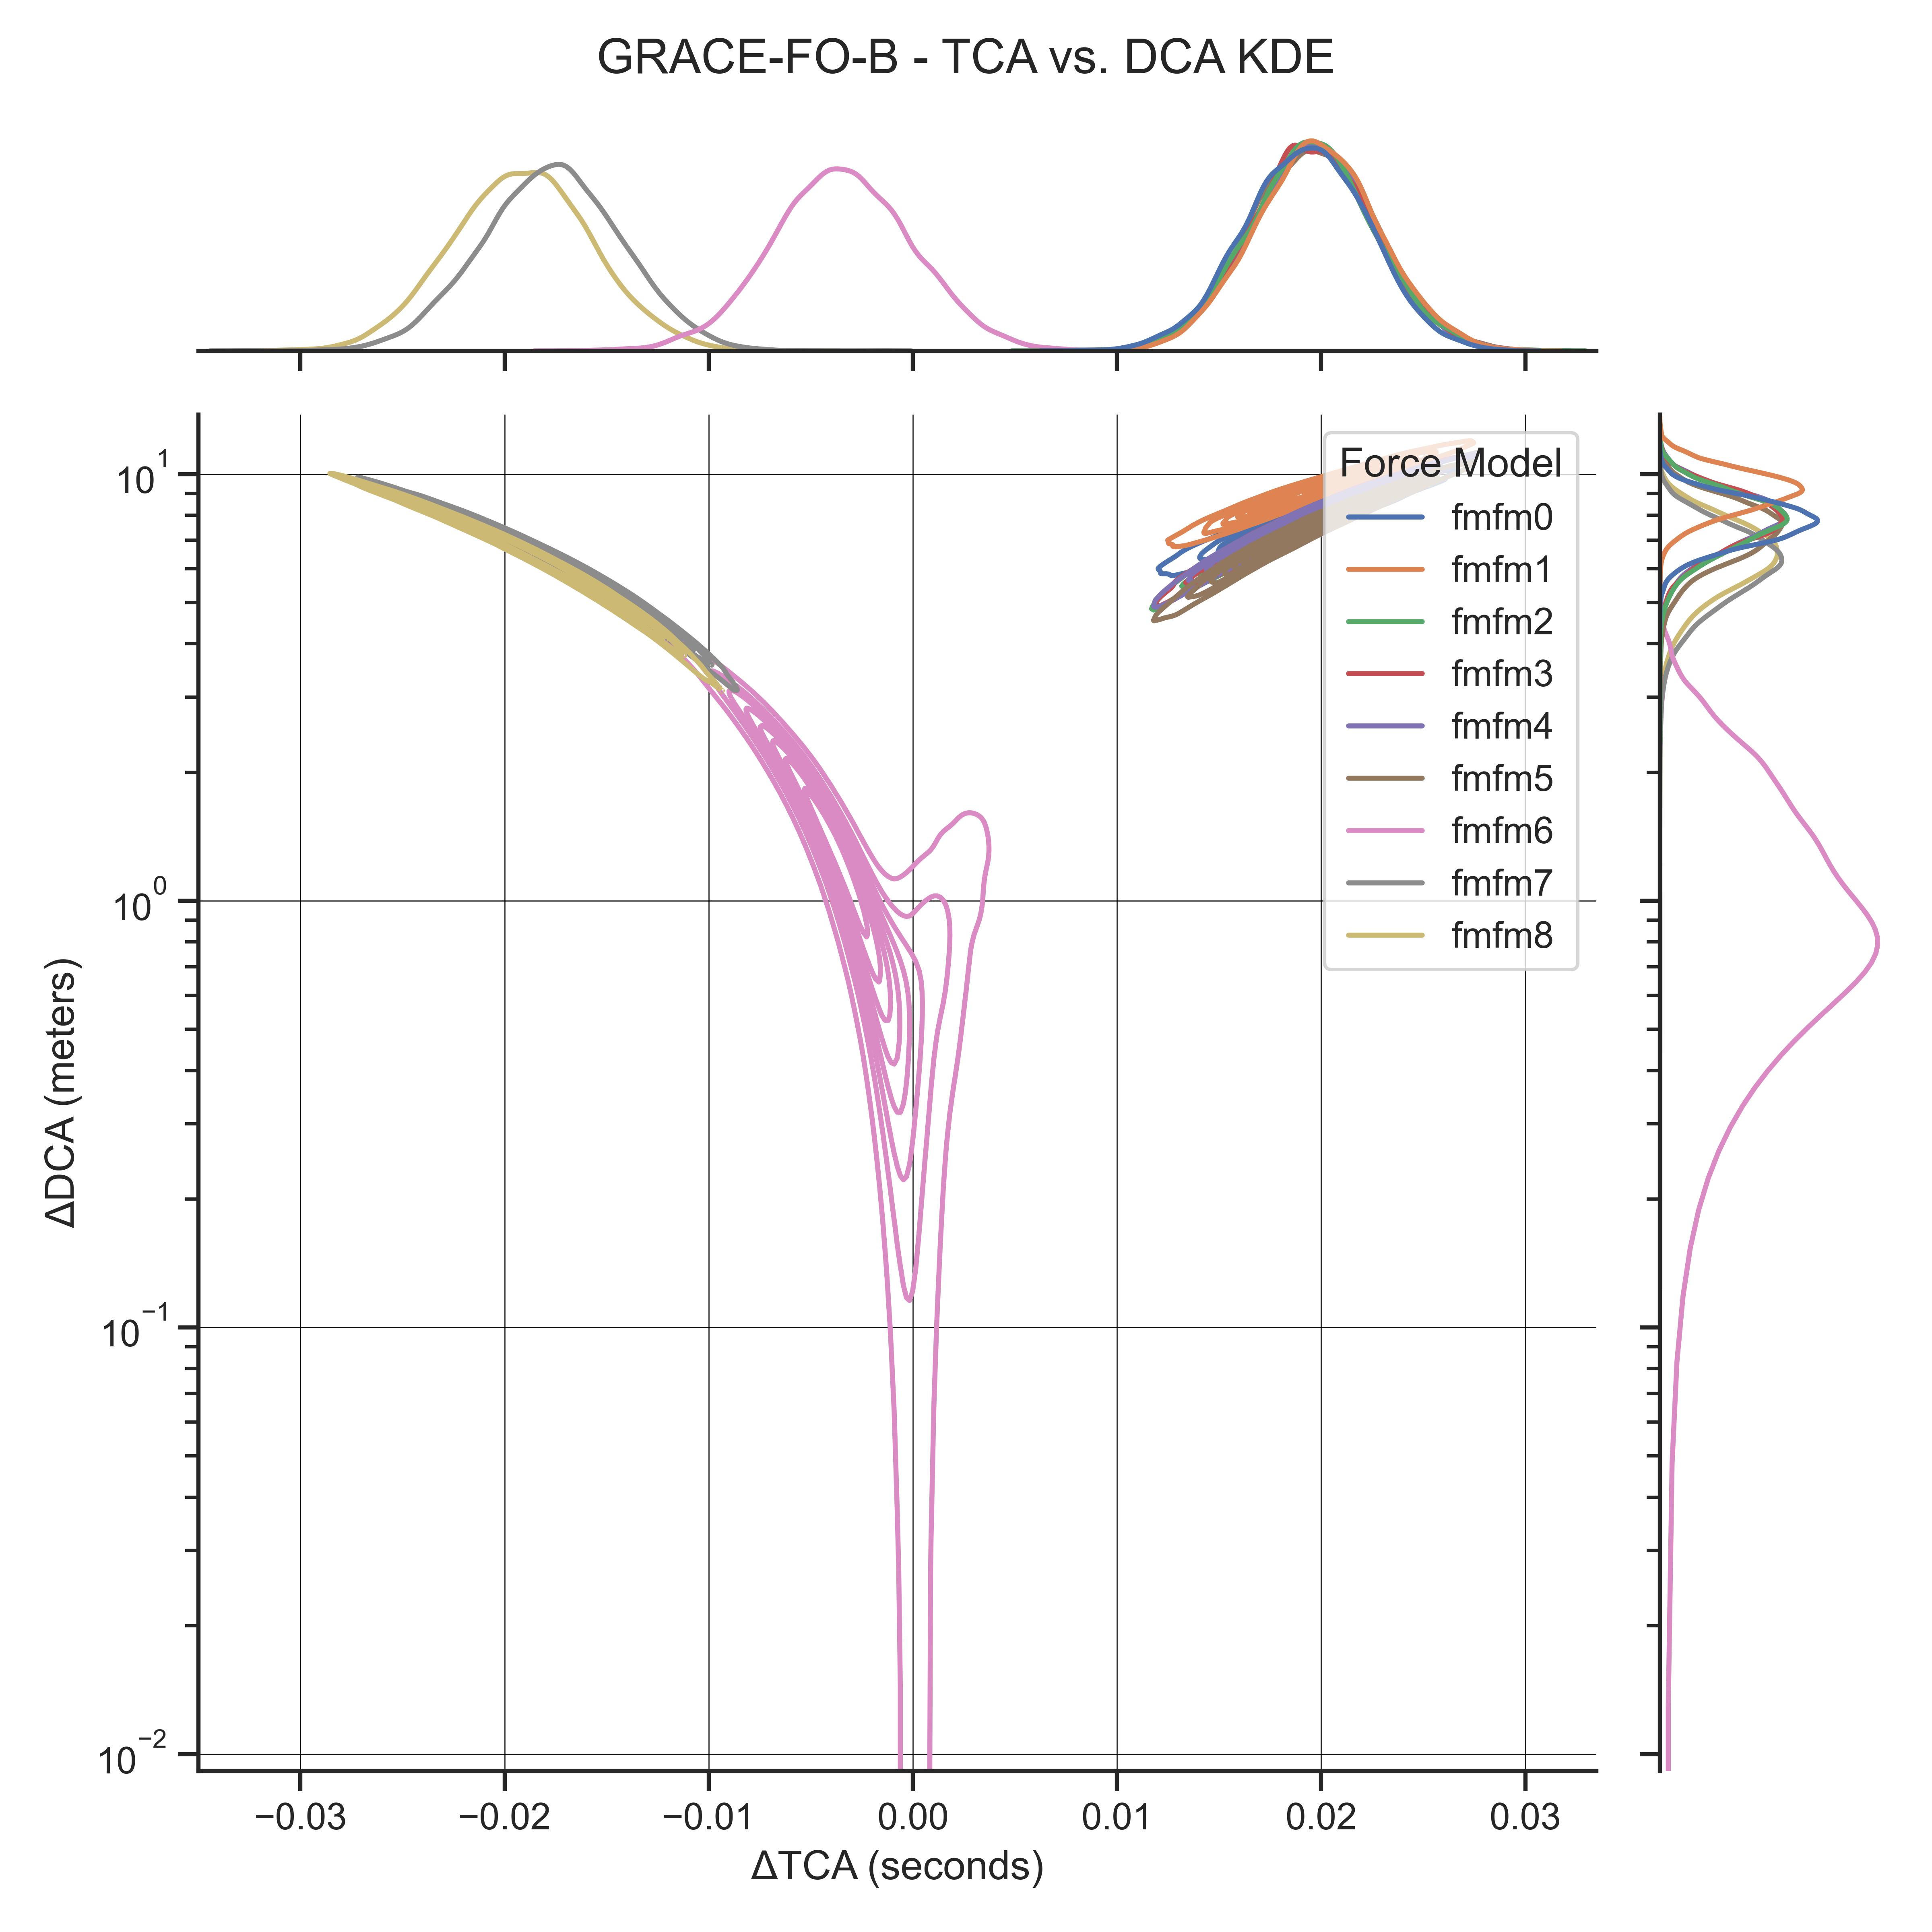 GRACE-FO-B - TCA vs. DCA KDE
Force Model
fmfm0
fmfm1
fmfm2
fmfm3
fmfm4
fmfm5
fmfm6
fmfm7
fmfm8
10^1
10^0
10^−1
10^−2
ΔDCA (meters)
−0.03 −0.02 −0.01 0.00 0.01 0.02 0.03
ΔTCA (seconds)